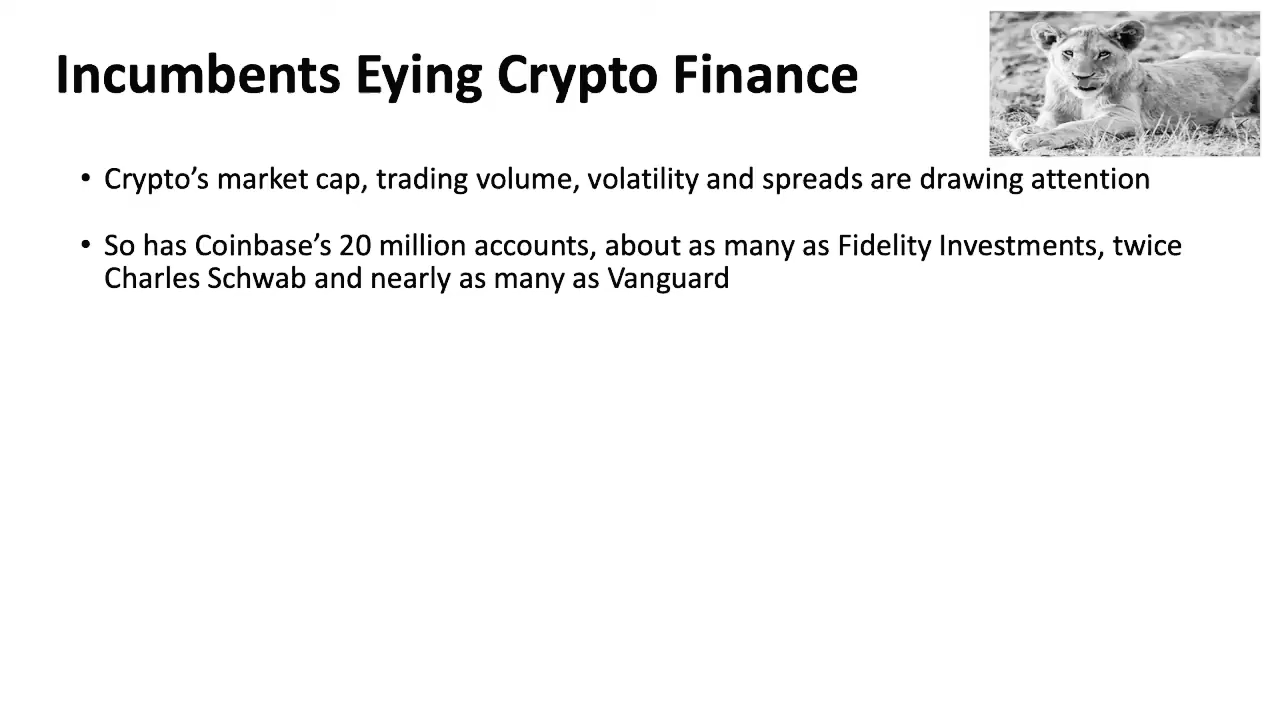 Incumbents Eying Crypto Finance
• Crypto’s market cap, trading volume, volatility and spreads are drawing attention
• So has Coinbase’s 20 million accounts, about as many as Fidelity Investments, twice
Charles Schwab and nearly as many as Vanguard